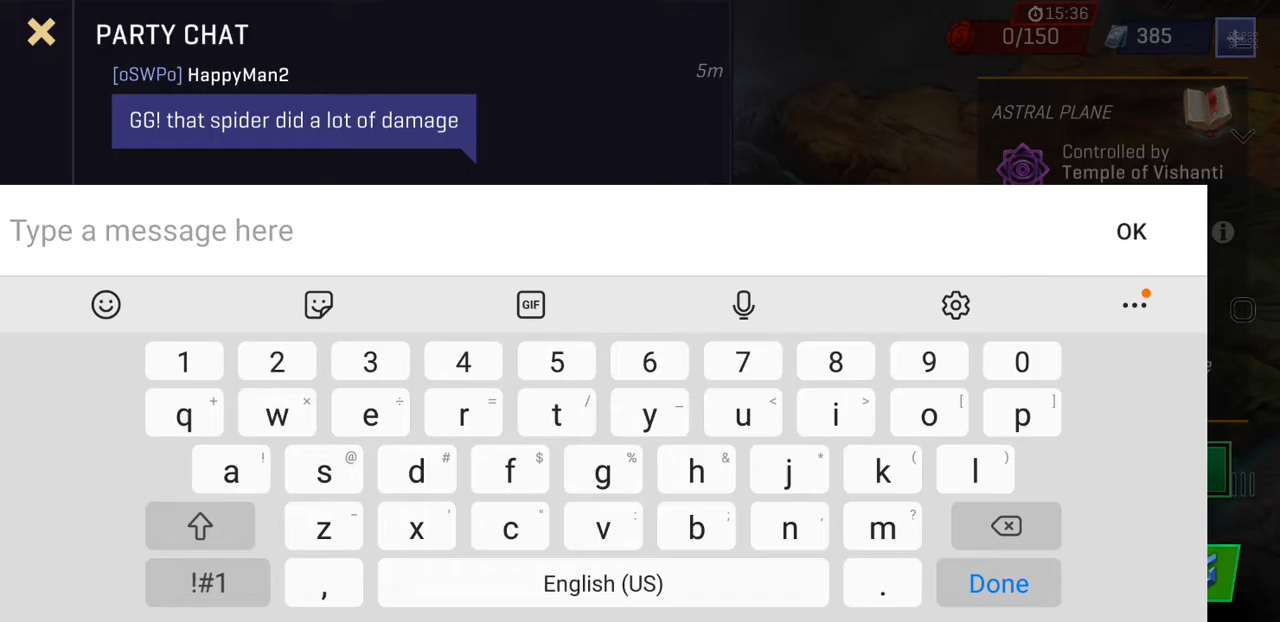 PARTY CHAT
[oSWPo] HappyMan2
5m
GG! that spider did a lot of damage
15:36
0/150
385
ASTRAL PLANE
Controlled by
Temple of Vishanti
Type a message here
OK
GIF
1 2 3 4 5 6 7 8 9 0
q + w × e ÷ r = t / y _ u < i > o [ p ]
a ! s @ d # f $ g % h & j * k ( l )
z - x ' c " v : b ; n , m ?
!#1 , English (US) . Done